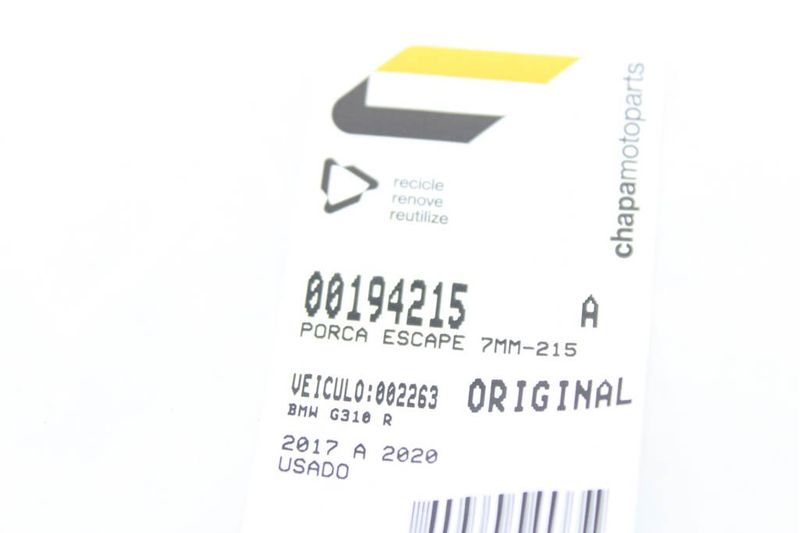 chapamotoparts
recicle
renove
reutilize
00194215 A
PORCA ESCAPE 7MM-215
VEICULO:002263 ORIGINAL
BMW G310 R
2017 A 2020
USADO